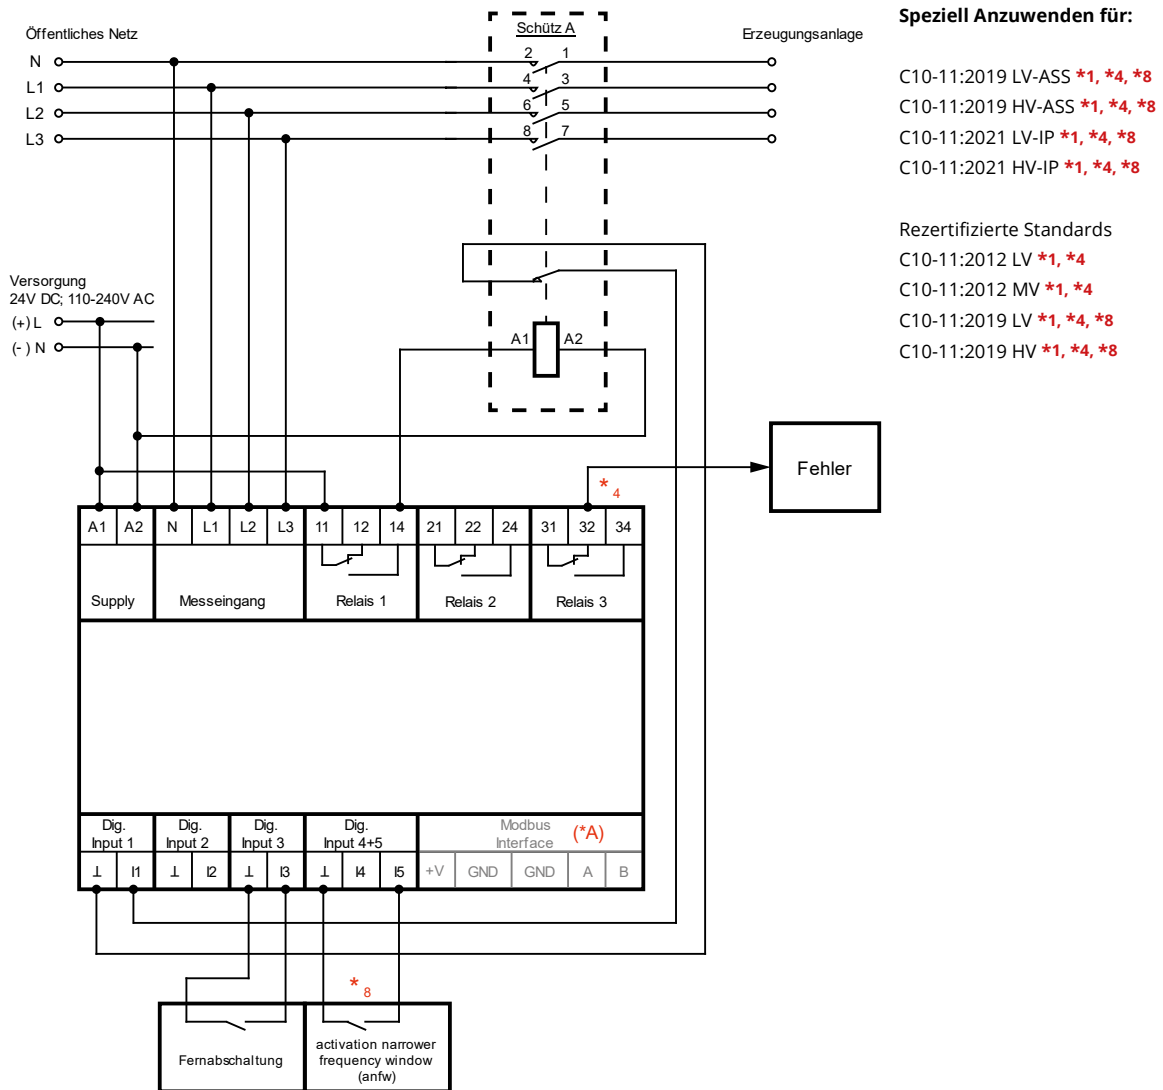 Öffentliches Netz
Schütz A
Erzeugungsanlage
N
2 1
L1
4 3
L2
6 5
L3
8 7
Versorgung
24V DC; 110-240V AC
(+) L
(-) N
A1 A2
Fehler
*4
A1 A2 N L1 L2 L3 11 12 14 21 22 24 31 32 34
Supply Messeingang Relais 1 Relais 2 Relais 3
Dig.
Input 1
Dig.
Input 2
Dig.
Input 3
Dig.
Input 4+5
Modbus
Interface
(*A)
⊥ I1 ⊥ I2 ⊥ I3 ⊥ I4 I5 +V GND GND A B
*8
Fernabschaltung
activation narrower
frequency window
(anfw)
Speziell Anzuwenden für:
C10-11:2019 LV-ASS *1, *4, *8
C10-11:2019 HV-ASS *1, *4, *8
C10-11:2021 LV-IP *1, *4, *8
C10-11:2021 HV-IP *1, *4, *8
Rezertifizierte Standards
C10-11:2012 LV *1, *4
C10-11:2012 MV *1, *4
C10-11:2019 LV *1, *4, *8
C10-11:2019 HV *1, *4, *8